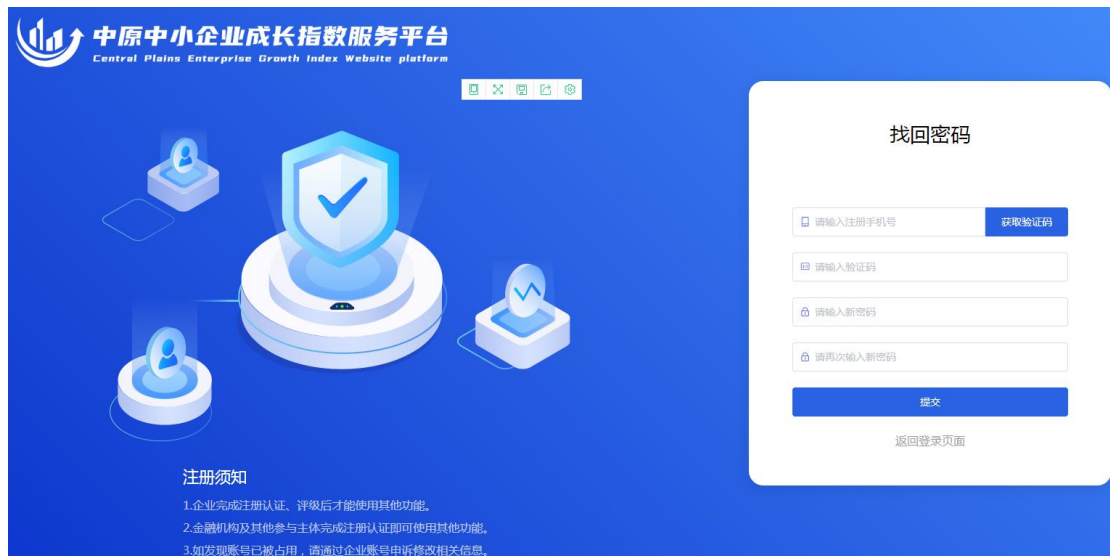 中原中小企业成长指数服务平台
Central Plains Enterprise Growth Index Website platform
找回密码
请输入注册手机号
获取验证码
请输入验证码
请输入新密码
请再次输入新密码
提交
返回登录页面
注册须知
1.企业完成注册认证、评级后才能使用其他功能。
2.金融机构及其他参与主体完成注册认证即可使用其他功能。
3.如发现账号已被占用，请通过企业账号申诉修改相关信息。